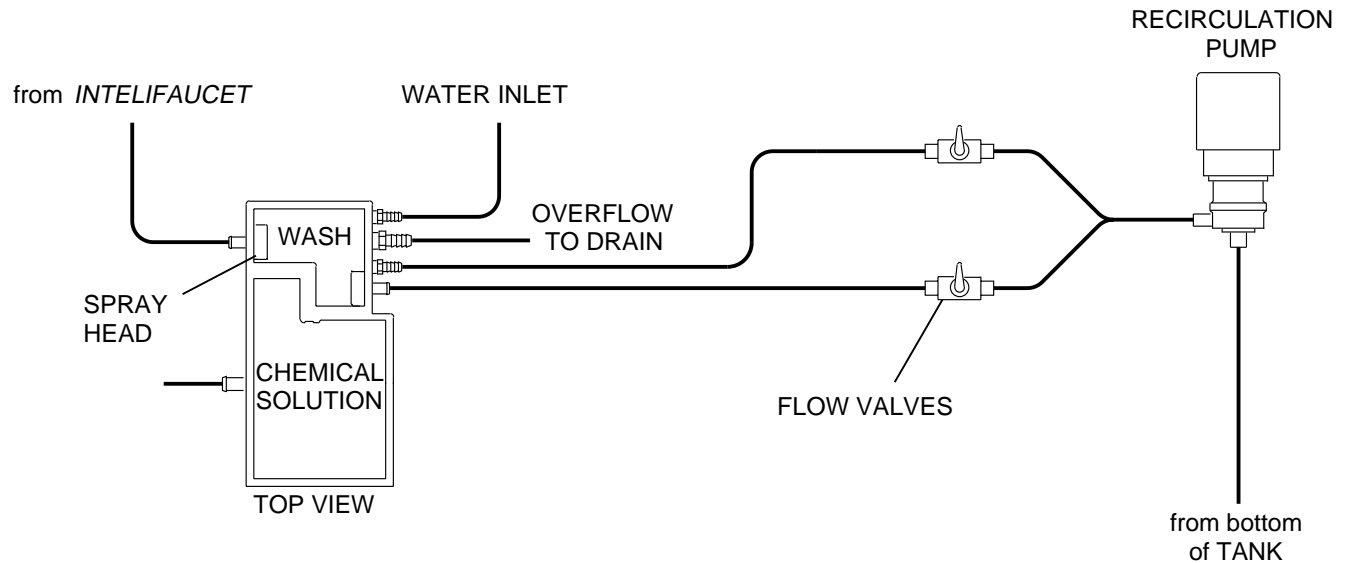 RECIRCULATION
PUMP
from INTELIFAUCET
WATER INLET
WASH
OVERFLOW
TO DRAIN
SPRAY
HEAD
CHEMICAL
SOLUTION
FLOW VALVES
TOP VIEW
from bottom
of TANK